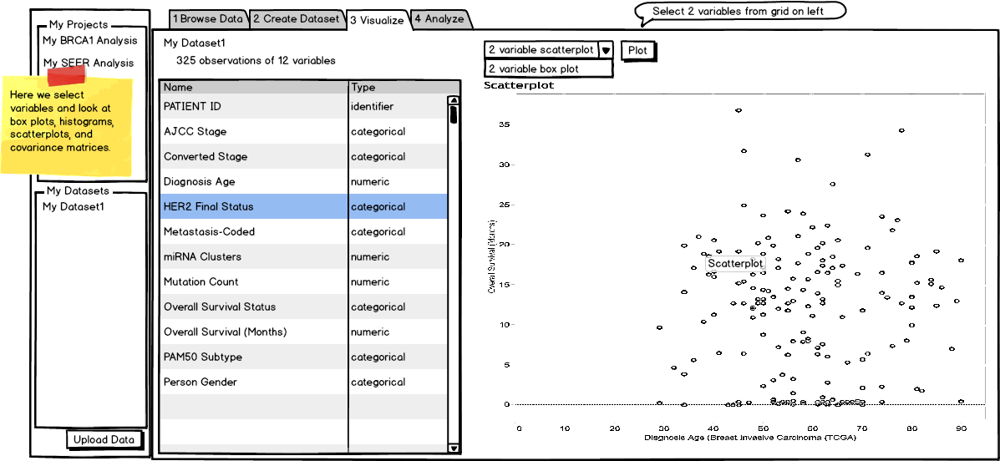 1 Browse Data
2 Create Dataset
3 Visualize
4 Analyze
Select 2 variables from grid on left
My Projects
My BRCA1 Analysis
My SEER Analysis
Here we select
variables and look at
box plots, histograms,
scatterplots, and
covariance matrices.
My Datasets
My Dataset1
Upload Data
My Dataset1
325 observations of 12 variables
Name Type
PATIENT ID identifier
AJCC Stage categorical
Converted Stage categorical
Diagnosis Age numeric
HER2 Final Status categorical
Metastasis-Coded categorical
miRNA Clusters numeric
Mutation Count numeric
Overall Survival Status categorical
Overall Survival (Months) numeric
PAM50 Subtype categorical
Person Gender categorical
2 variable scatterplot
Plot
2 variable box plot
Scatterplot
35
30
25
20
15
10
5
0
Overall Survival (Months)
Scatterplot
0 10 20 30 40 50 60 70 80 90
Diagnosis Age (Breast Invasive Carcinoma (TCGA)